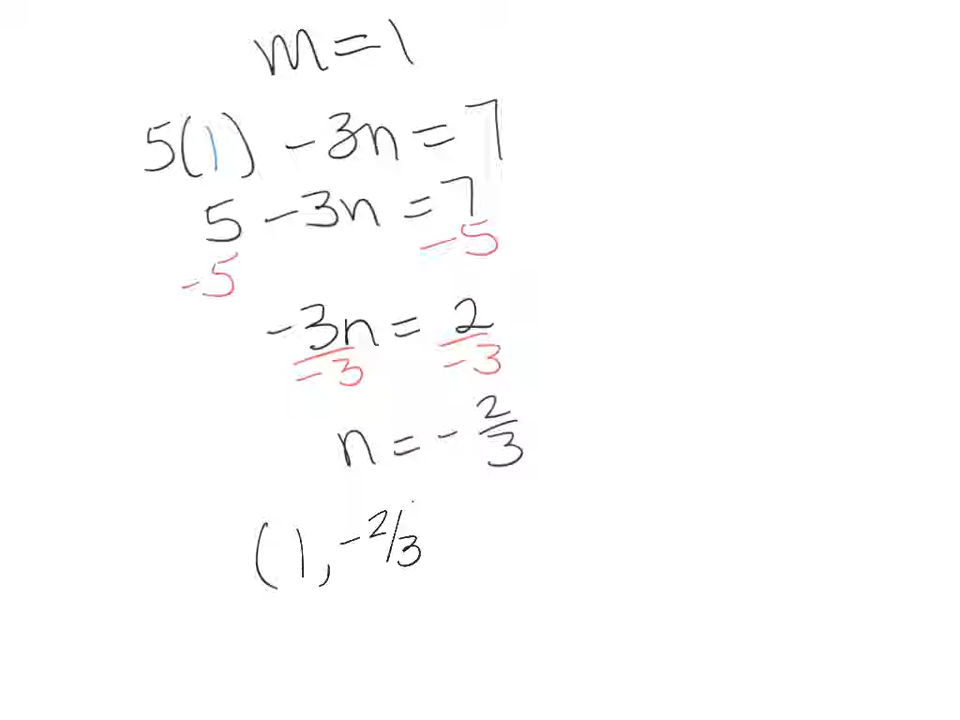 m = 1
5(1) - 3n = 7
5 - 3n = 7
-5 -5
-3n = 2
-3 -3
n = - 2/3
(1, -2/3